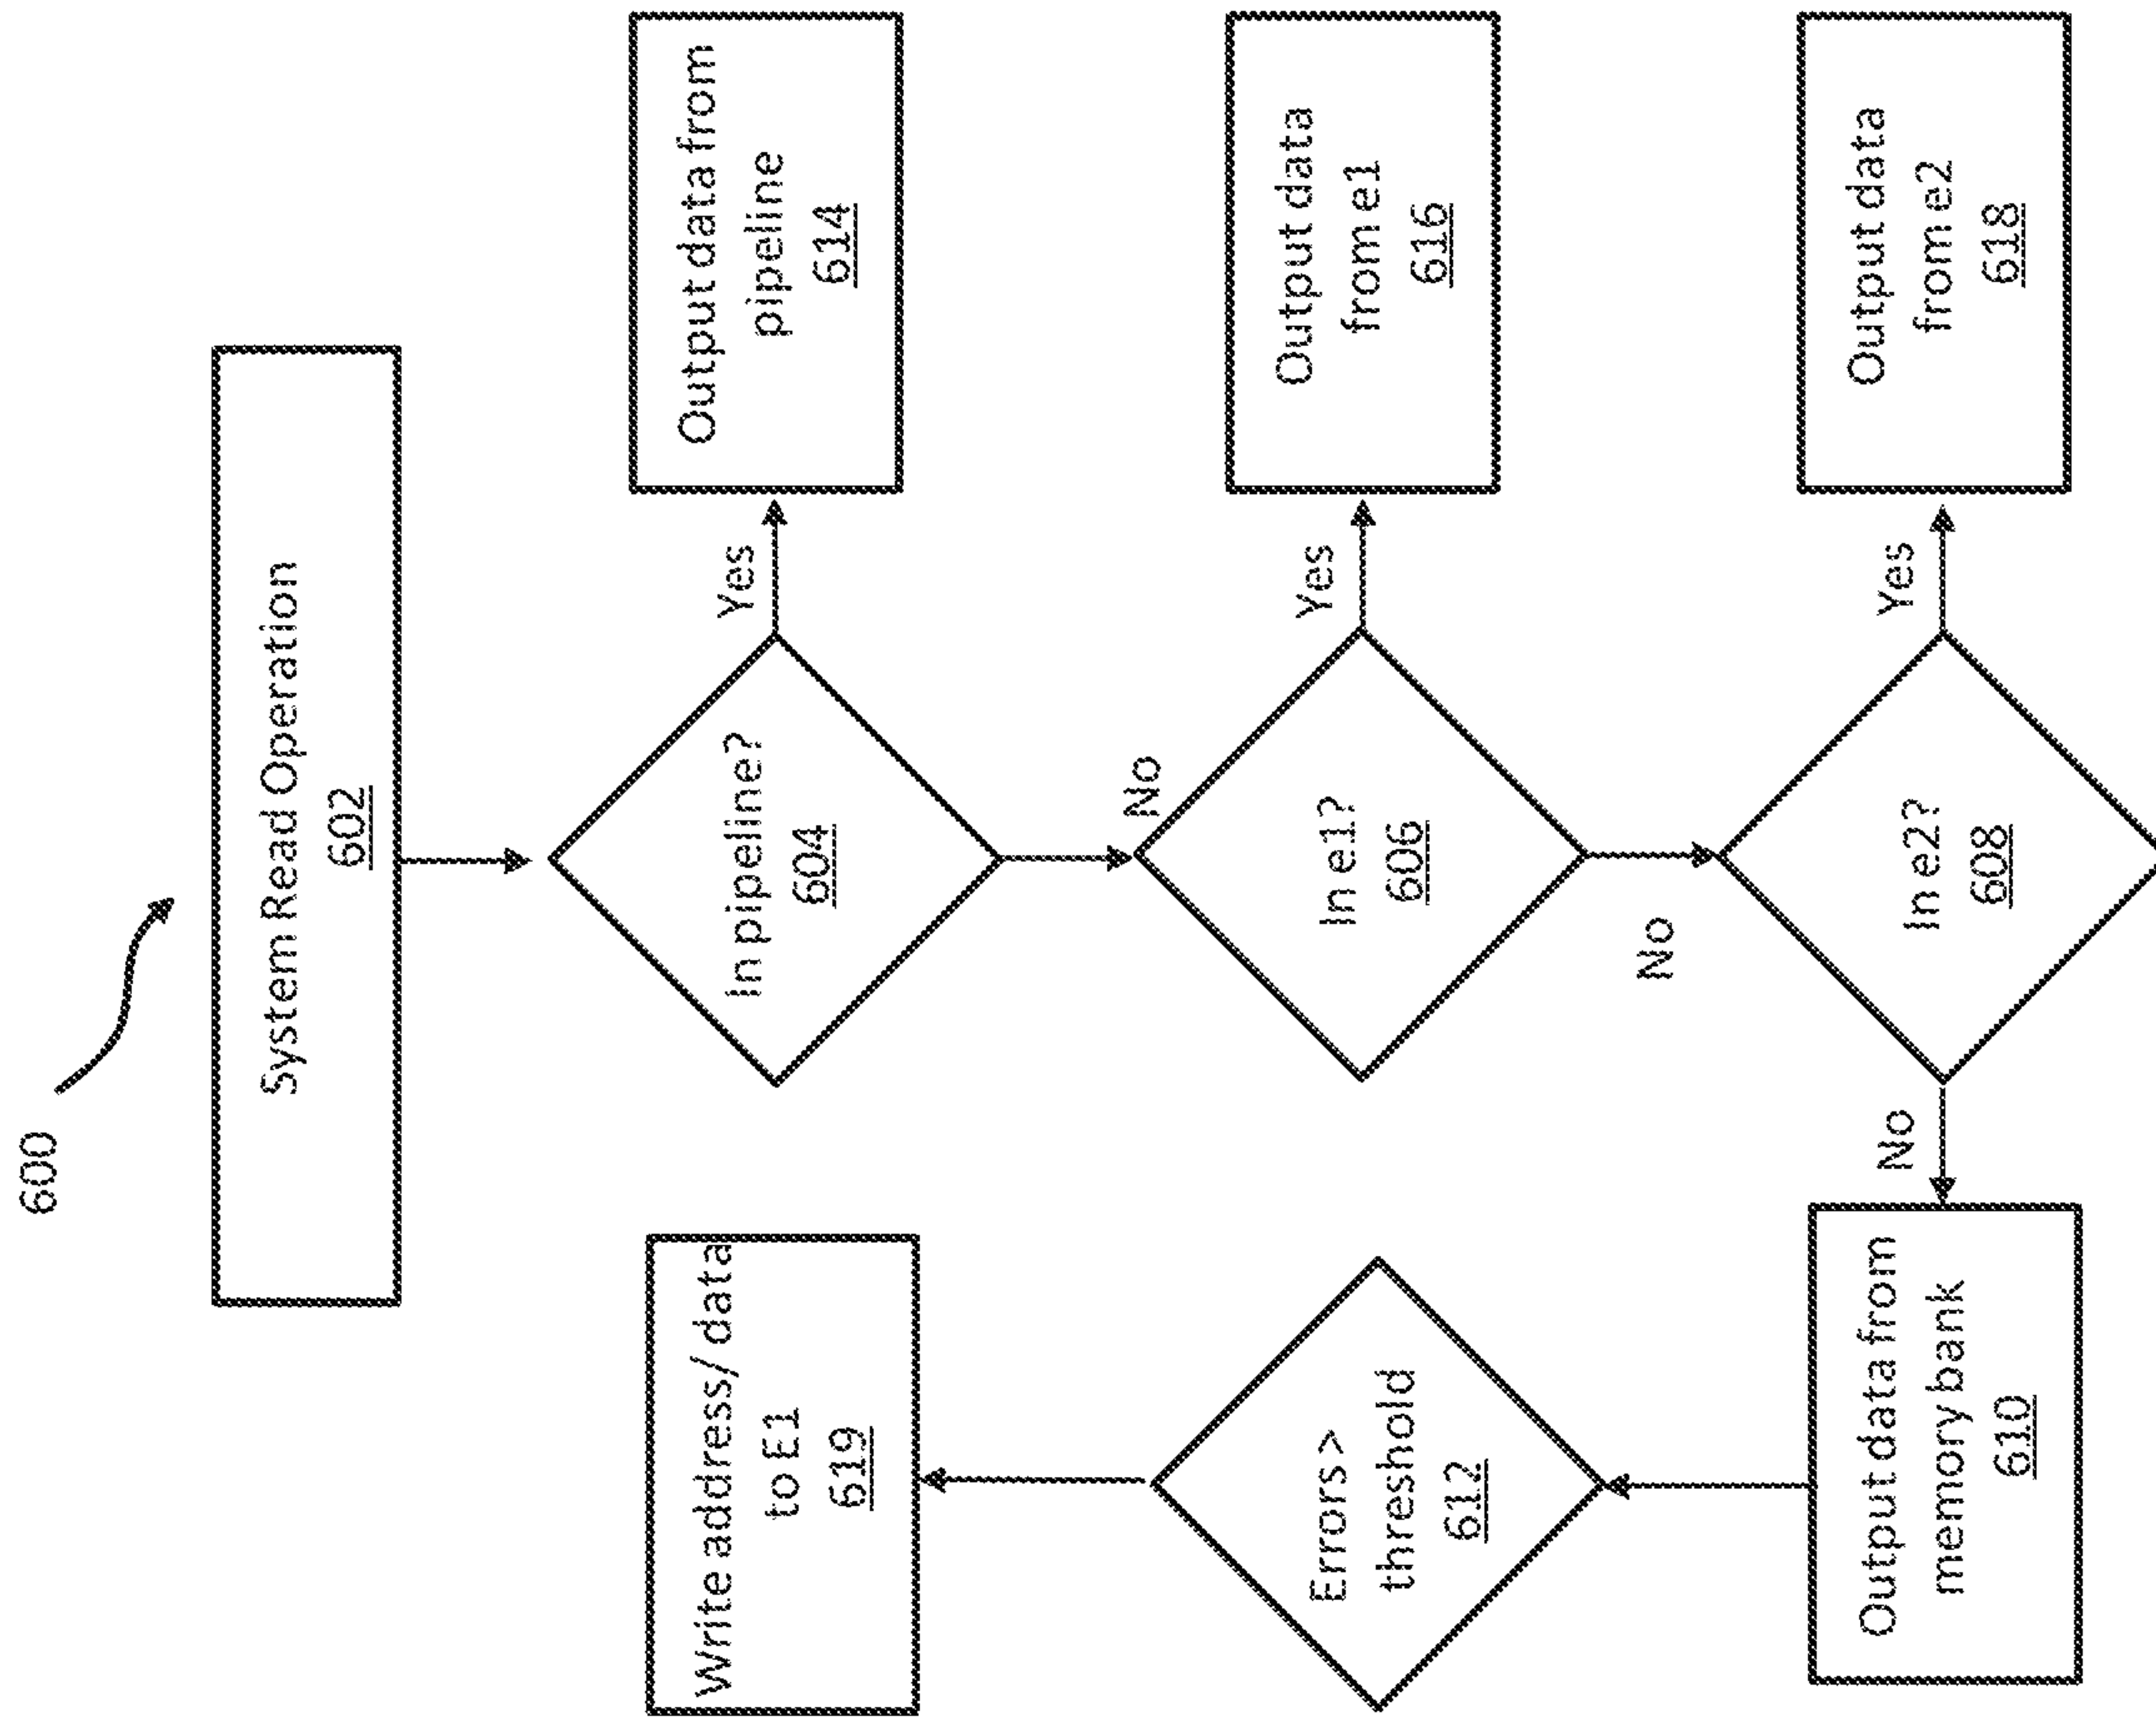 600
System Read Operation
602
In pipeline?
604
Yes
Output data from
pipeline
614
No
In e1?
606
Yes
Output data
from e1
616
No
In e2?
608
Yes
Output data
from e2
618
No
Output data from
memory bank
610
Errors >
threshold
612
Write address/ data
to E1
619